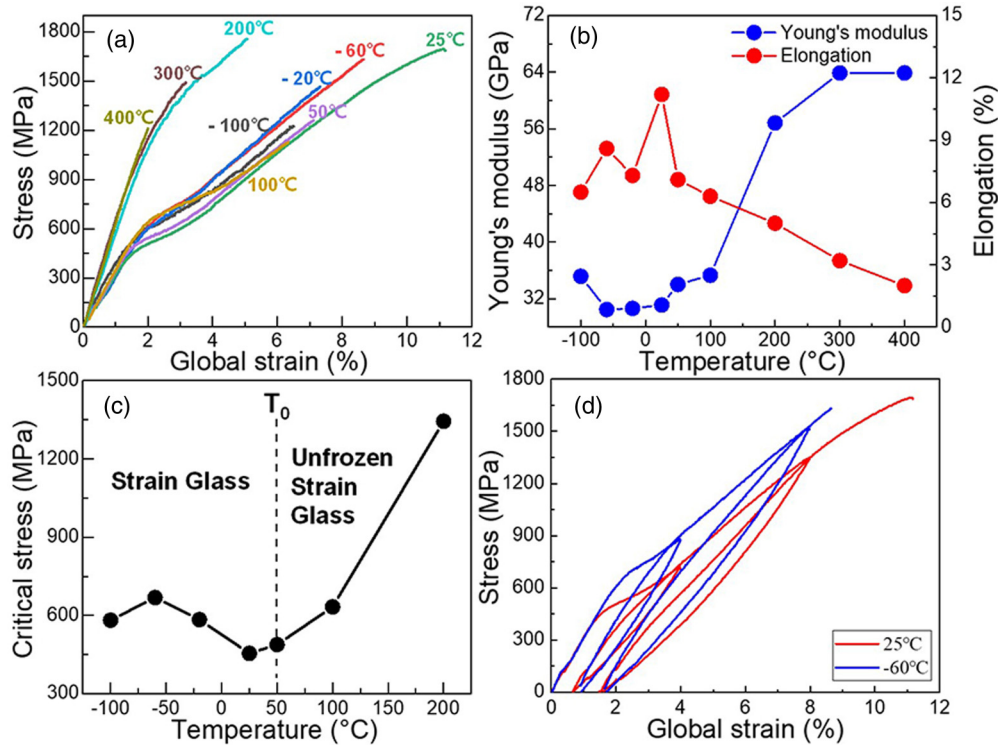 (a)
200℃
300℃
400℃
-60℃
25℃
-20℃
-100℃
50℃
100℃
1800
1500
1200
900
600
300
0
Stress (MPa)
0 2 4 6 8 10 12
Global strain (%)
(b)
Young's modulus
Elongation
72
64
56
48
40
32
Young's modulus (GPa)
15
12
9
6
3
0
Elongation (%)
-100 0 100 200 300 400
Temperature (°C)
(c)
T0
Strain Glass
Unfrozen
Strain
Glass
1500
1200
900
600
300
Critical stress (MPa)
-100 -50 0 50 100 150 200
Temperature (°C)
(d)
1800
1500
1200
900
600
300
0
Stress (MPa)
25℃
-60℃
0 2 4 6 8 10 12
Global strain (%)